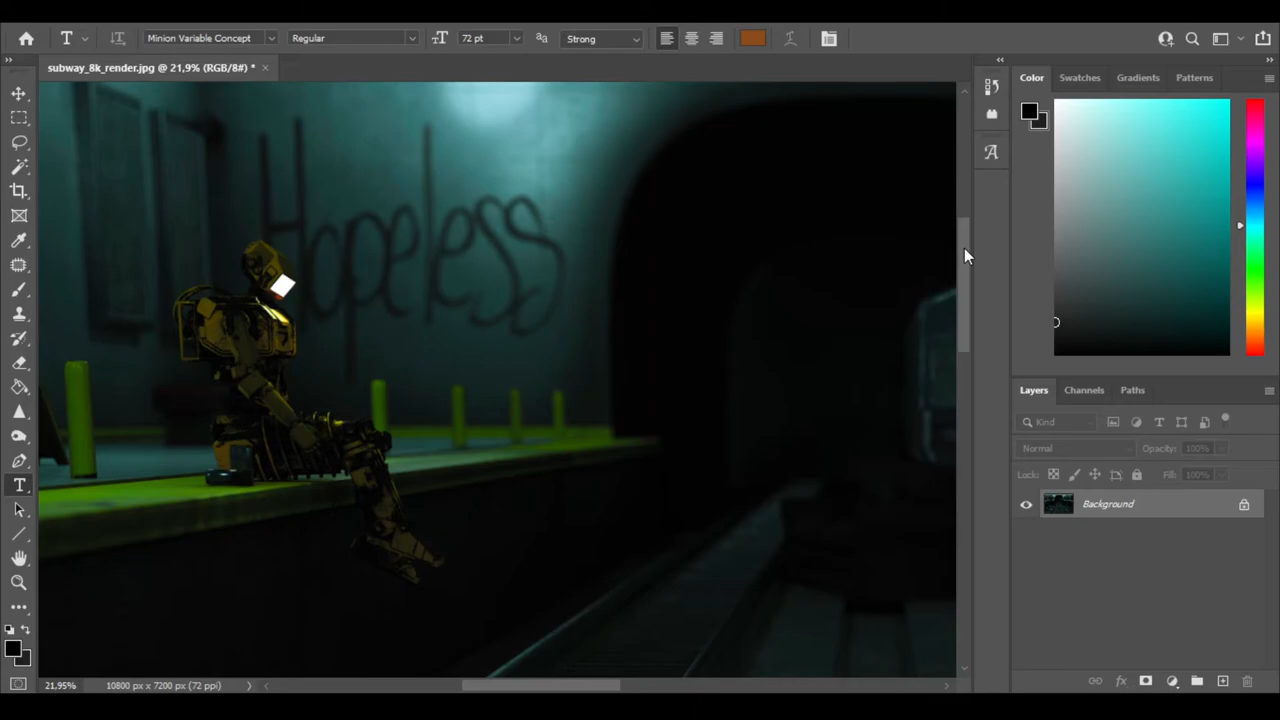 Minion Variable Concept
Regular
72 pt
Strong
subway_8k_render.jpg @ 21,9% (RGB/8#) *
Color
Swatches
Gradients
Patterns
Hopeless
Layers
Channels
Paths
Kind
Normal
Opacity: 100%
Lock:
Fill: 100%
Background
21,95%
10800 px x 7200 px (72 ppi)